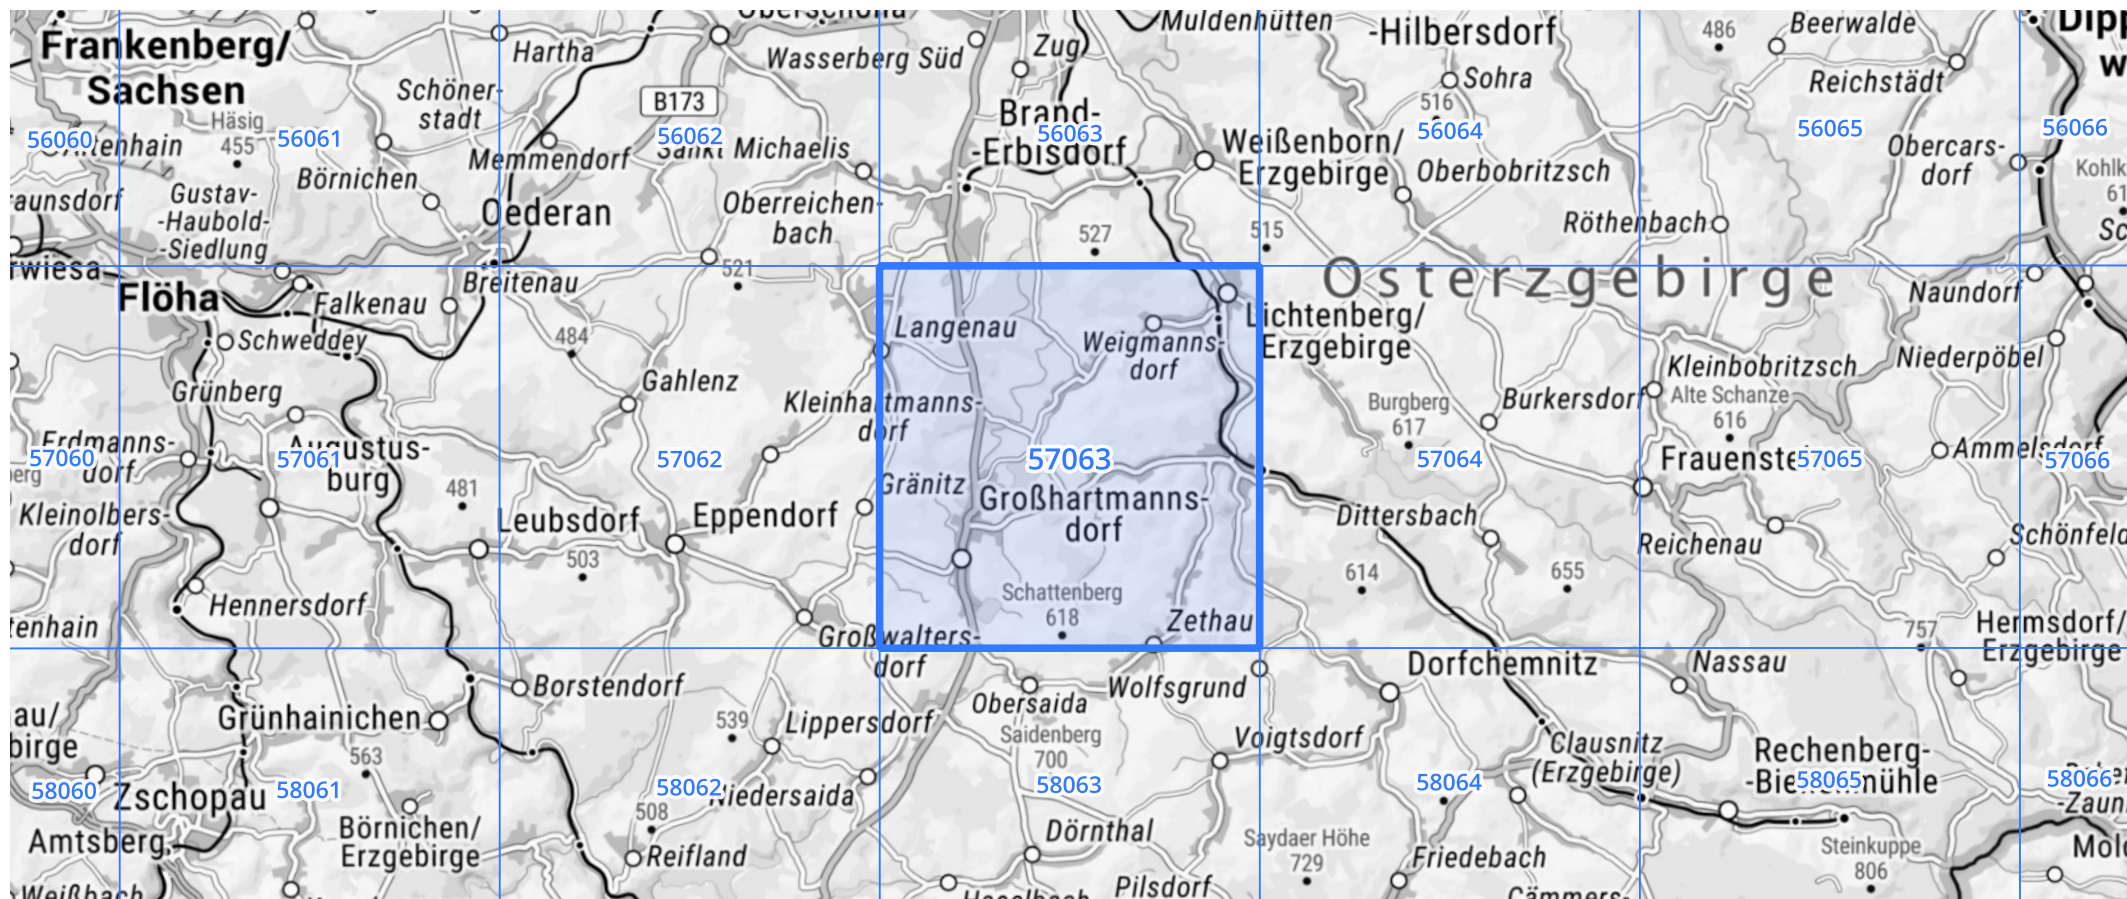 Frankenberg/
Sachsen
Hartha
Wasserberg Süd
Zug
Muldenhütten
-Hilbersdorf
486
Beerwalde
Reichstädt
Sohra
516
Schöner-
stadt
B173
Häsig
455
Brand-
-Erbisdorf
56060
56061
56062
56063
56064
56065
56066
Memmendorf
Sankt Michaelis
Weißenborn/
Erzgebirge
Oberbobritzsch
Obercars-
dorf
Börnichen
Gustav-
-Haubold-
-Siedlung
Oederan
Oberreichen-
bach
527
515
Röthenbach
Osterzgebirge
521
Breitenau
Flöha
Falkenau
Schweddey
484
Langenau
Weigmanns-
dorf
Lichtenberg/
Erzgebirge
Naundorf
Kleinbobritzsch
Niederpöbel
Alte Schanze
616
Grünberg
Gahlenz
Kleinhartmanns-
dorf
Burgberg
617
Burkersdorf
Erdmanns-
dorf
Augustus-
burg
57060
57061
57062
57063
57064
57065
57066
Ammelsdorf
481
Gränitz
Großhartmanns-
dorf
Kleinolbers-
dorf
Leubsdorf
Eppendorf
Dittersbach
Reichenau
Schönfeld
503
Schattenberg
618
614
655
Hennersdorf
Zethau
Großwalters-
dorf
757
Hermsdorf/
Erzgebirge
Dorfchemnitz
Nassau
Borstendorf
Obersaida
Wolfsgrund
Grünhainichen
539
Lippersdorf
Saidenberg
700
Voigtsdorf
Clausnitz
(Erzgebirge)
Rechenberg-
-Bienenmühle
563
58060
58061
58062
58063
58064
58065
58066
Zschopau
Niedersaida
508
Amtsberg
Börnichen/
Erzgebirge
Reifland
Dörnthal
Saydaer Höhe
729
Friedebach
Steinkuppe
806
Pilsdorf